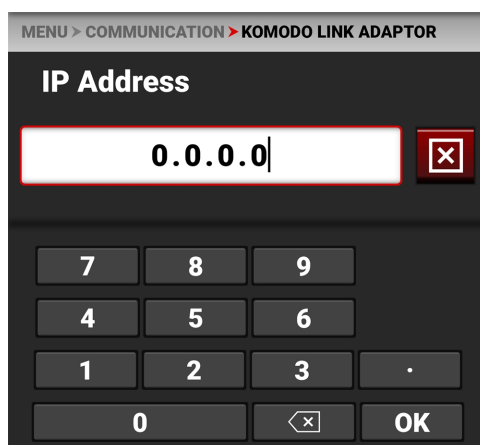 MENU > COMMUNICATION > KOMODO LINK ADAPTOR
IP Address
0.0.0.0
7 8 9
4 5 6
1 2 3 .
0 OK